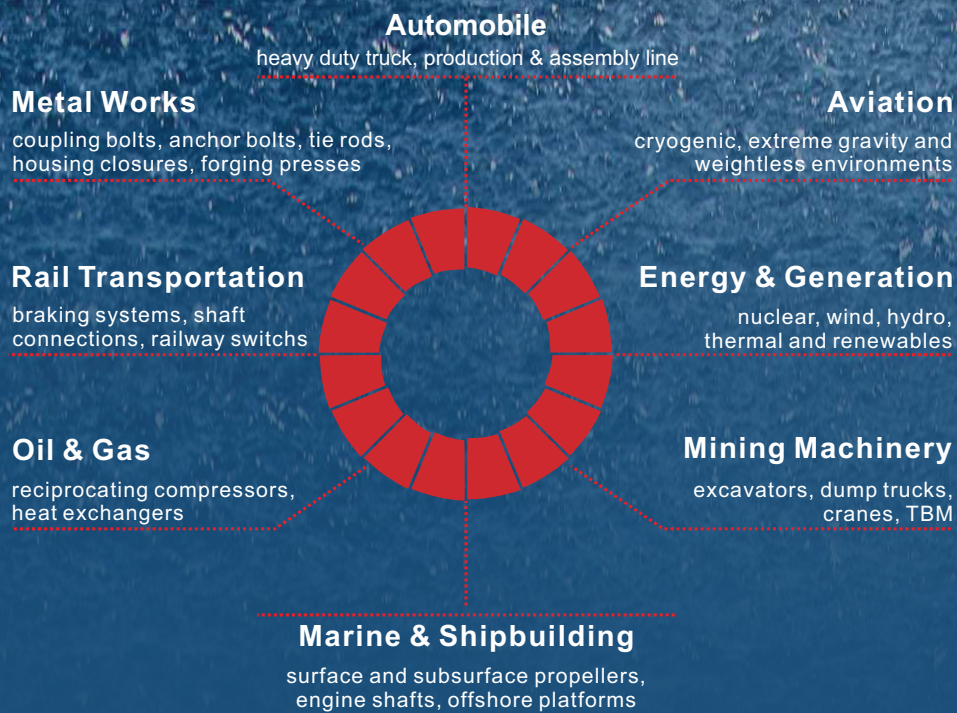 Automobile
heavy duty truck, production & assembly line
Metal Works
coupling bolts, anchor bolts, tie rods,
housing closures, forging presses
Aviation
cryogenic, extreme gravity and
weightless environments
Rail Transportation
braking systems, shaft
connections, railway switchs
Energy & Generation
nuclear, wind, hydro,
thermal and renewables
Oil & Gas
reciprocating compressors,
heat exchangers
Mining Machinery
excavators, dump trucks,
cranes, TBM
Marine & Shipbuilding
surface and subsurface propellers,
engine shafts, offshore platforms